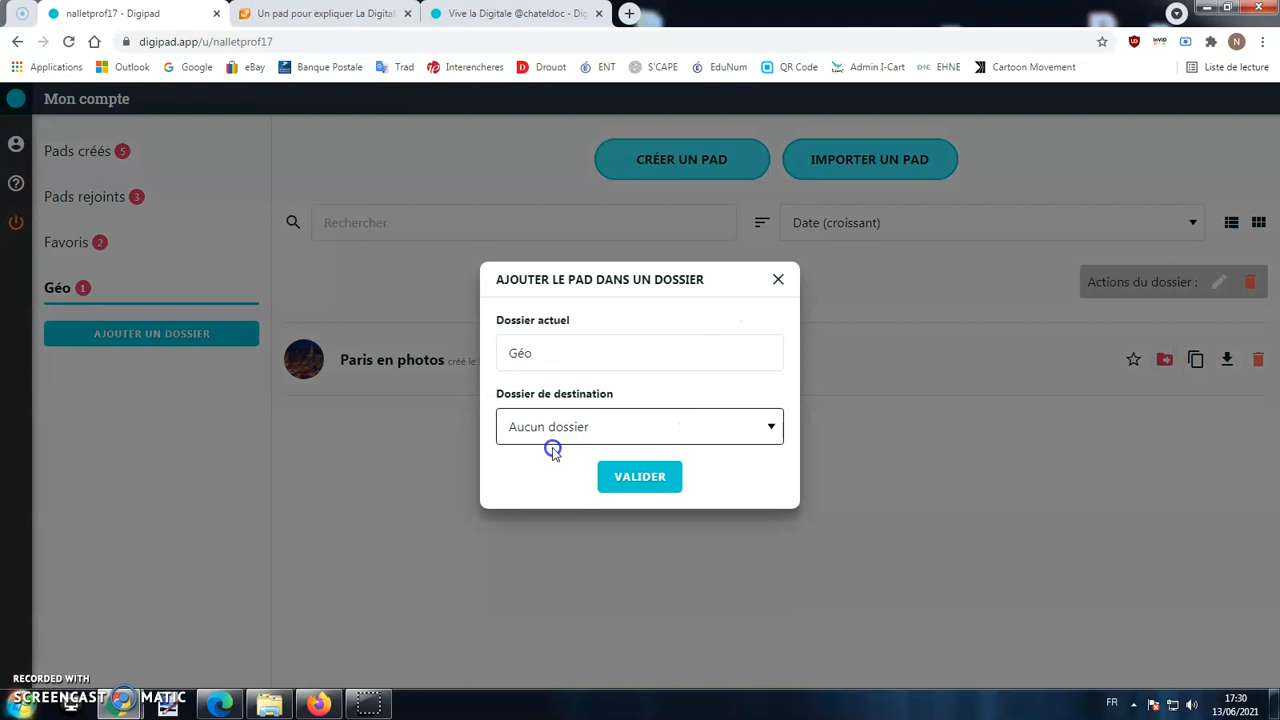 nalletprof17 - Digipad
Un pad pour expliquer La Digital
Vive la Digitale
digipad.app/u/nalletprof17
Applications
Outlook
Google
eBay
Banque Postale
Trad
Interencheres
Drouot
ENT
S'CAPE
EduNum
QR Code
Admin I-Cart
EHNE
Cartoon Movement
Liste de lecture
Mon compte
Pads créés 5
CRÉER UN PAD
IMPORTER UN PAD
Pads rejoints 3
Rechercher
Date (croissant)
Favoris 2
Géo 1
Actions du dossier :
AJOUTER UN DOSSIER
Paris en photos créé le
AJOUTER LE PAD DANS UN DOSSIER
Dossier actuel
Géo
Dossier de destination
Aucun dossier
VALIDER
RECORDED WITH
SCREENCAST MATIC
FR
17:30
13/06/2021